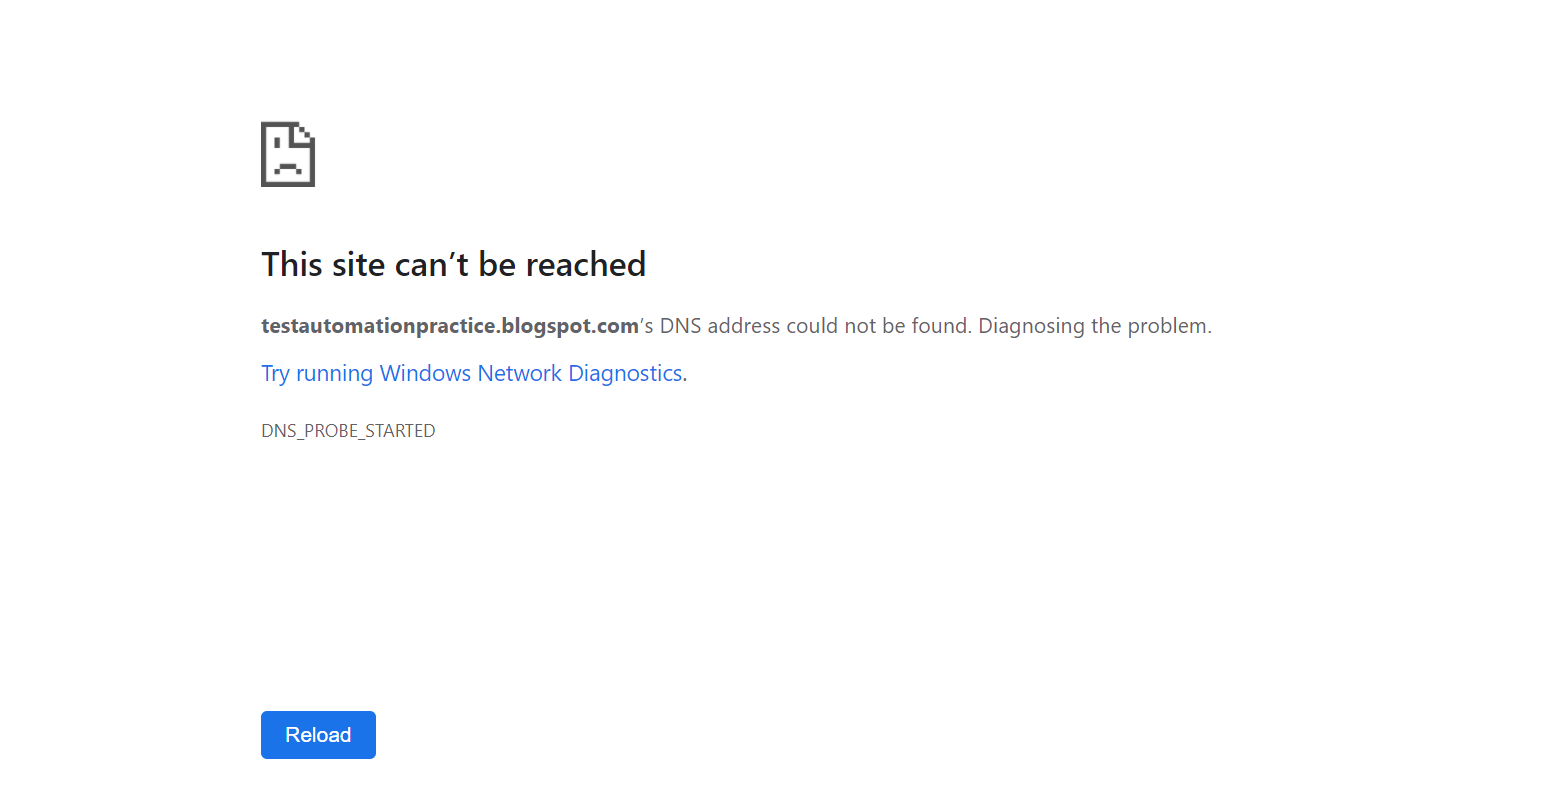 This site can’t be reached
testautomationpractice.blogspot.com’s DNS address could not be found. Diagnosing the problem.
Try running Windows Network Diagnostics.
DNS_PROBE_STARTED
Reload